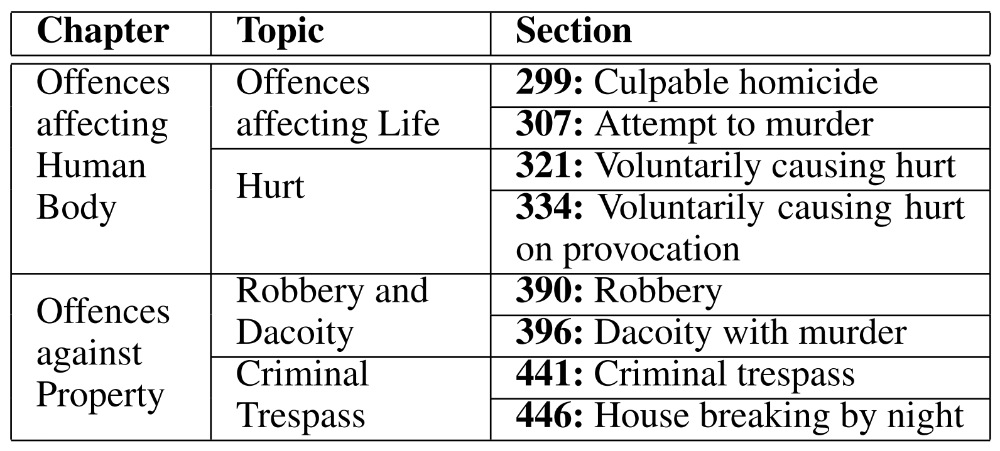 Chapter
Topic
Section
Offences
affecting
Human
Body
Offences
affecting Life
299: Culpable homicide
307: Attempt to murder
Hurt
321: Voluntarily causing hurt
334: Voluntarily causing hurt
on provocation
Offences
against
Property
Robbery and
Dacoity
390: Robbery
396: Dacoity with murder
Criminal
Trespass
441: Criminal trespass
446: House breaking by night